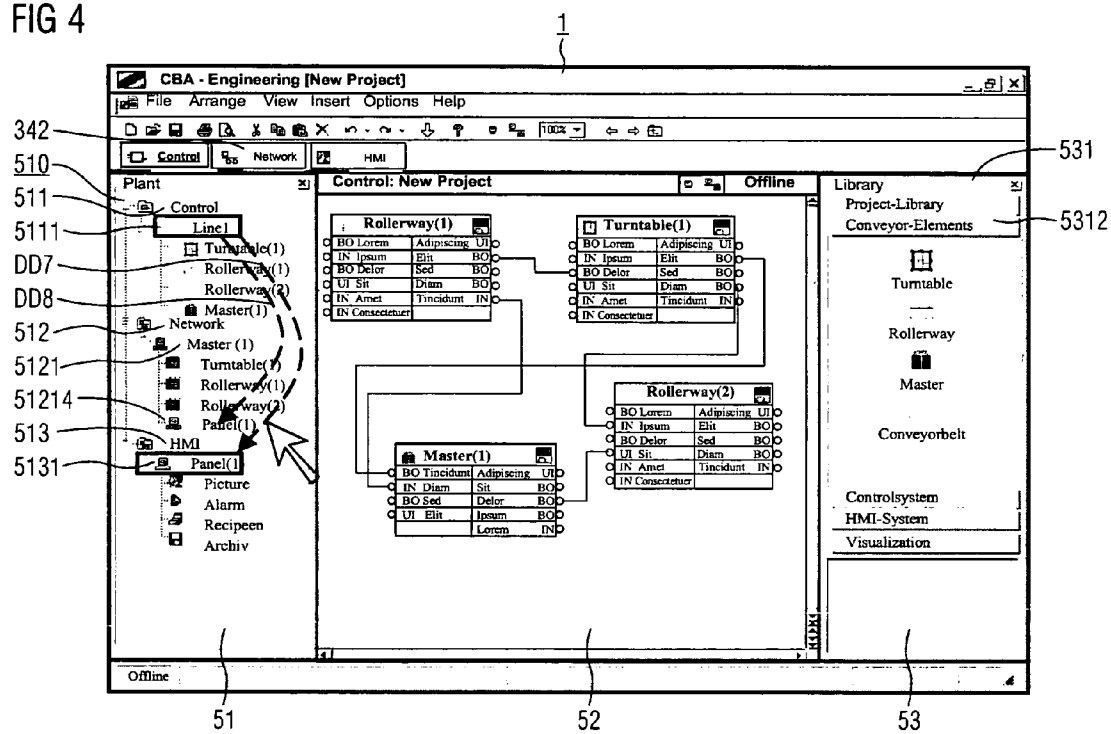 FIG 4
1
CBA - Engineering [New Project]
File Arrange View Insert Options Help
100%
Control Network HMI
342
510
511
5111
DD7
DD8
512
5121
51214
513
5131
Plant
Control
Line1
Turntable(1)
Rollerway(1)
Rollerway(2)
Master(1)
Network
Master (1)
Turntable(1)
Rollerway(1)
Rollerway(2)
Panel(1)
HMI
Panel(1)
Picture
Alarm
Recipeen
Archiv
Control: New Project
Offline
Rollerway(1)
BO Lorem Adipiscing UI
IN Ipsum Elit BO
BO Delor Sed BO
UI Sit Diam BO
IN Amet Tincidunt IN
IN Consectetuer
Turntable(1)
BO Lorem Adipiscing UI
IN Ipsum Elit BO
BO Delor Sed BO
UI Sit Diam BO
IN Amet Tincidunt IN
IN Consectetuer
Rollerway(2)
BO Lorem Adipiscing UI
IN Ipsum Elit BO
BO Delor Sed BO
UI Sit Diam BO
IN Amet Tincidunt IN
IN Consectetuer
Master(1)
BO Tincidunt Adipiscing UI
IN Diam Sit BO
BO Sed Delor BO
UI Elit Ipsum BO
Lorem IN
Library
Project-Library
Conveyor-Elements
Turntable
Rollerway
Master
Conveyorbelt
Controlsystem
HMI-System
Visualization
531
5312
Offline
51
52
53